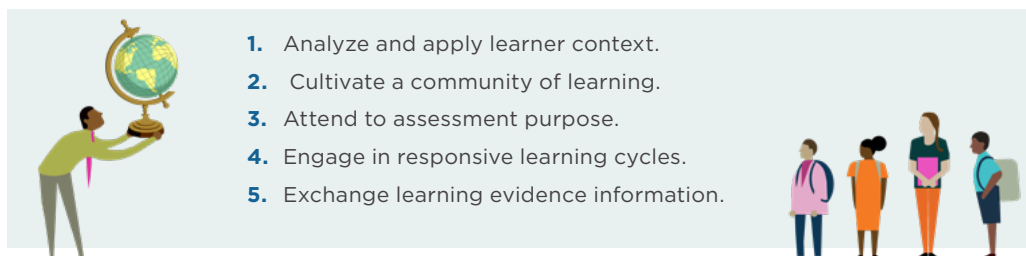 1. Analyze and apply learner context.
2. Cultivate a community of learning.
3. Attend to assessment purpose.
4. Engage in responsive learning cycles.
5. Exchange learning evidence information.